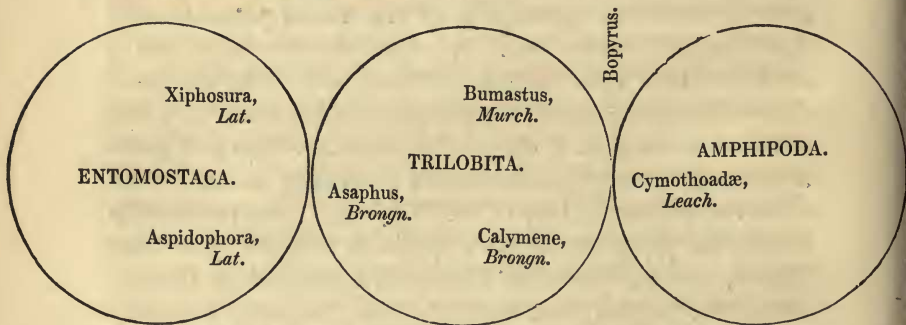 Bopyrus.
Xiphosura,
Lat.
ENTOMOSTACA.
Aspidophora,
Lat.
Bumastus,
Murch.
TRILOBITA.
Asaphus,
Brongn.
Calymene,
Brongn.
AMPHIPODA.
Cymothoadæ,
Leach.